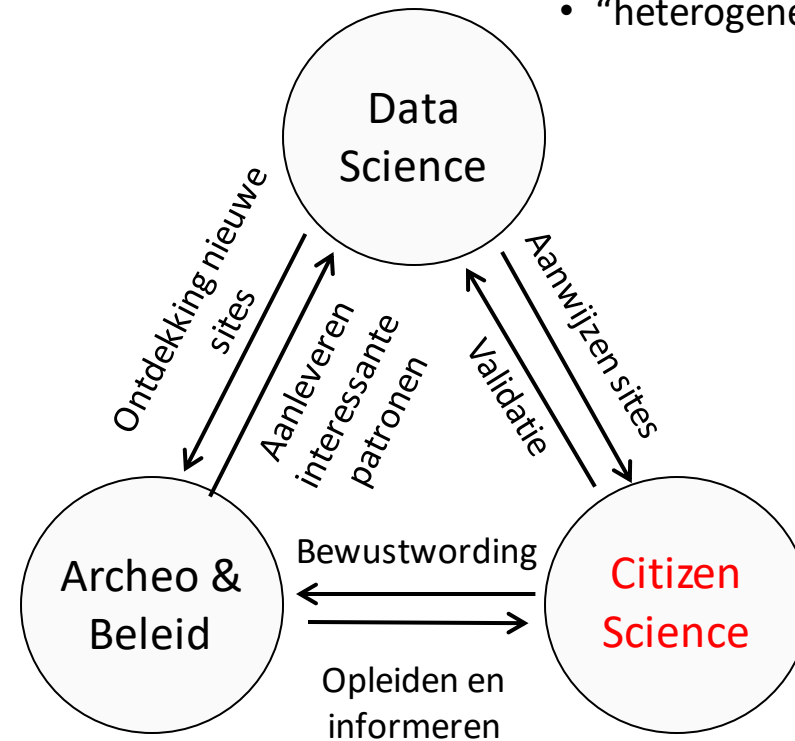 • “heterogene
Data
Science
Ontdekking nieuwe
sites
Aanleveren
interessante
patronen
Validatie
Aanwijzen sites
Archeo &
Beleid
Bewustwording
Opleiden en
informeren
Citizen
Science